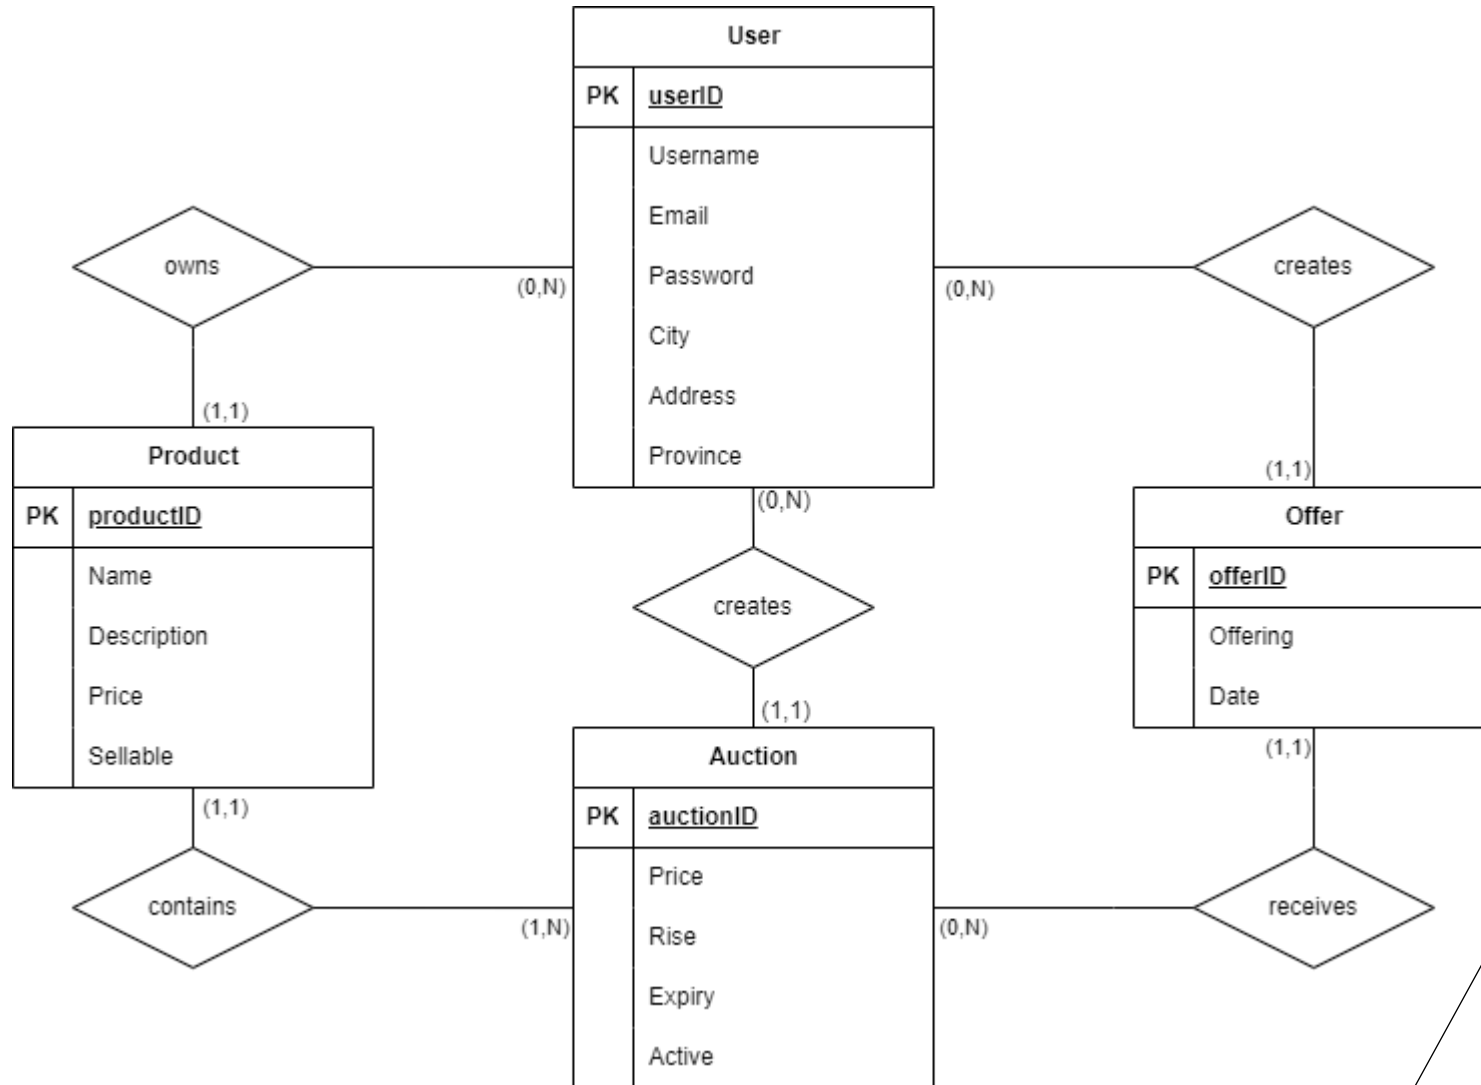 User
PK userID
Username
Email
Password
City
Address
Province
owns
(0,N)
(0,N)
creates
(1,1)
Product
PK productID
Name
Description
Price
Sellable
(1,1)
contains
(0,N)
creates
(1,1)
(1,1)
Offer
PK offerID
Offering
Date
(1,1)
Auction
PK auctionID
Price
Rise
Expiry
Active
(1,N)
(0,N)
receives